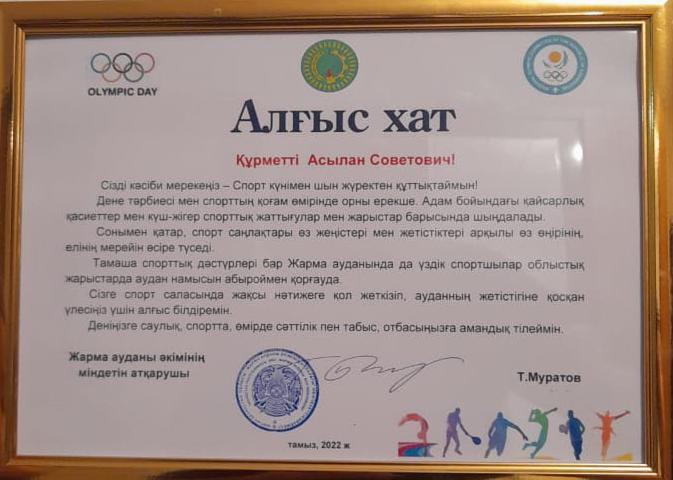 OLYMPIC DAY
Алғыс хат
Құрметті Асылан Советович!
Сізді кәсіби мерекеңіз – Спорт күнімен шын жүректен құттықтаймын!
Дене тәрбиесі мен спорттың қоғам өмірінде орны ерекше. Адам бойындағы қайсарлық
қасиеттер мен күш-жігер спорттық жаттығулар мен жарыстар барысында шыңдалады.
Сонымен қатар, спорт саңлақтары өз жеңістері мен жетістіктері арқылы өз өңірінің,
елінің мерейін өсіре түседі.
Тамаша спорттық дәстүрлері бар Жарма ауданында да үздік спортшылар облыстық
жарыстарда аудан намысын абыроймен қорғауда.
Сізге спорт саласында жақсы нәтижеге қол жеткізіп, ауданның жетістігіне қосқан
үлесіңіз үшін алғыс білдіремін.
Деніңізге саулық, спортта, өмірде сәттілік пен табыс, отбасыңызға амандық тілеймін.
Жарма ауданы әкімінің
міндетін атқарушы
Т.Муратов
тамыз, 2022 ж